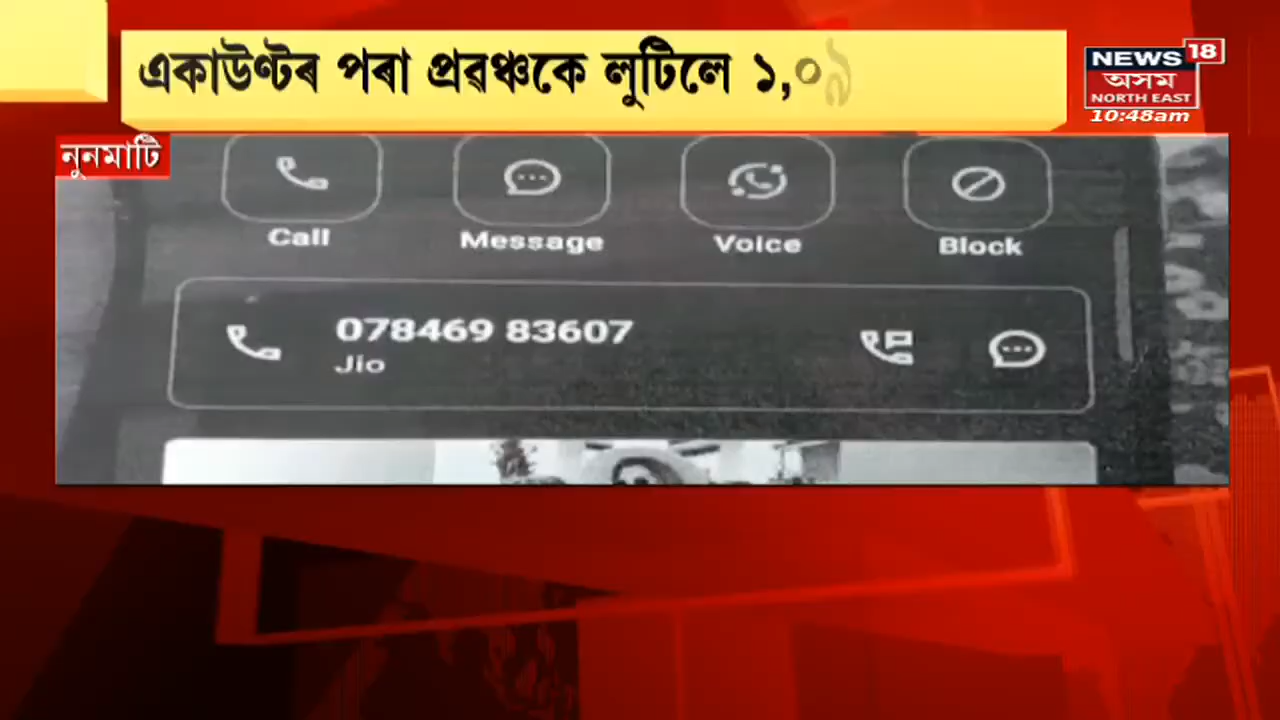 একাউণ্টৰ পৰা প্ৰৱঞ্চকে লুটিলে ১,০৯
NEWS 18
অসম
NORTH EAST
10:48am
নুনমাটি
Call Message Voice Block
078469 83607
Jio